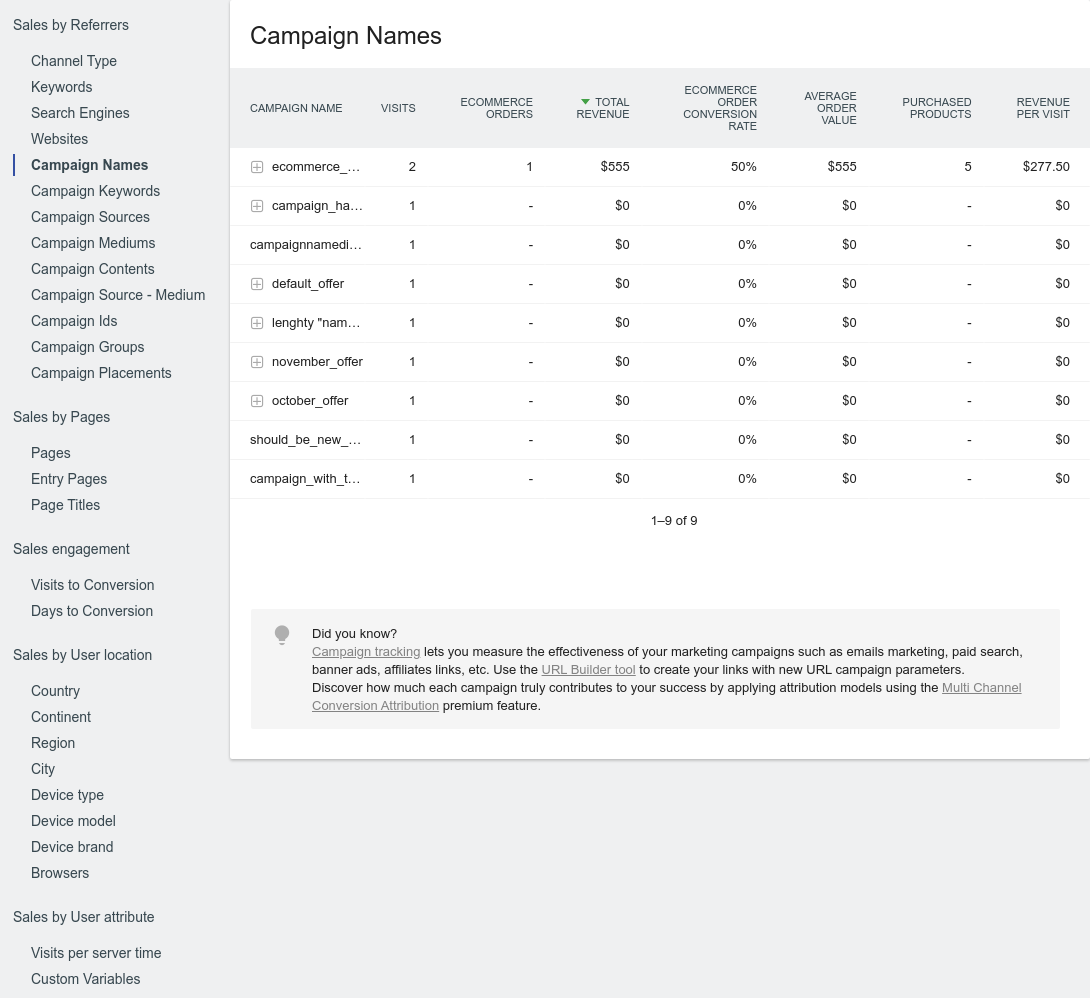 Sales by Referrers
Channel Type
Keywords
Search Engines
Websites
Campaign Names
Campaign Keywords
Campaign Sources
Campaign Mediums
Campaign Contents
Campaign Source - Medium
Campaign Ids
Campaign Groups
Campaign Placements
Sales by Pages
Pages
Entry Pages
Page Titles
Sales engagement
Visits to Conversion
Days to Conversion
Sales by User location
Country
Continent
Region
City
Device type
Device model
Device brand
Browsers
Sales by User attribute
Visits per server time
Custom Variables
Campaign Names
CAMPAIGN NAME VISITS ECOMMERCE ORDERS TOTAL REVENUE ECOMMERCE ORDER CONVERSION RATE AVERAGE ORDER VALUE PURCHASED PRODUCTS REVENUE PER VISIT
ecommerce_... 2 1 $555 50% $555 5 $277.50
campaign_ha... 1 - $0 0% $0 - $0
campaignnamedi... 1 - $0 0% $0 - $0
default_offer 1 - $0 0% $0 - $0
lenghty "nam... 1 - $0 0% $0 - $0
november_offer 1 - $0 0% $0 - $0
october_offer 1 - $0 0% $0 - $0
should_be_new_... 1 - $0 0% $0 - $0
campaign_with_t... 1 - $0 0% $0 - $0
1–9 of 9
Did you know?
Campaign tracking lets you measure the effectiveness of your marketing campaigns such as emails marketing, paid search,
banner ads, affiliates links, etc. Use the URL Builder tool to create your links with new URL campaign parameters.
Discover how much each campaign truly contributes to your success by applying attribution models using the Multi Channel
Conversion Attribution premium feature.